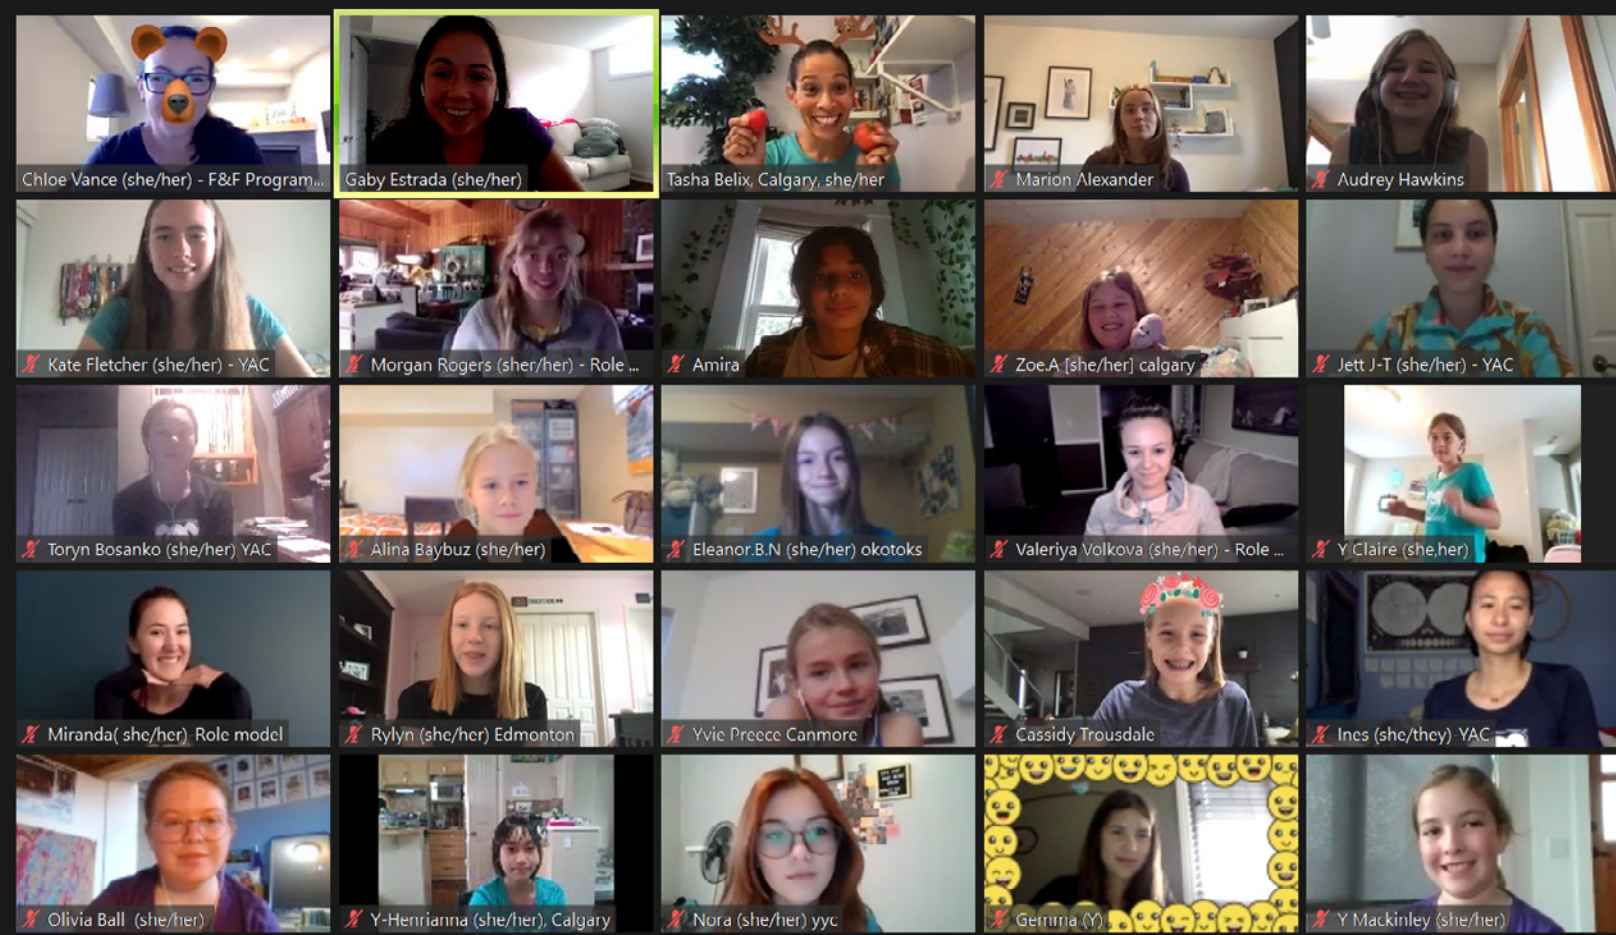 Chloe Vance (she/her) - F&F Program...
Gaby Estrada (she/her)
Tasha Belix, Calgary, she/her
Marion Alexander
Audrey Hawkins
Kate Fletcher (she/her) - YAC
Morgan Rogers (sher/her) - Role ...
Amira
Zoe.A [she/her] calgary
Jett J-T (she/her) - YAC
Toryn Bosanko (she/her) YAC
Alina Baybuz (she/her)
Eleanor.B.N (she/her) okotoks
Valeriya Volkova (she/her) - Role ...
Y Claire (she,her)
Miranda( she/her) Role model
Rylyn (she/her) Edmonton
Yvie Preece Canmore
Cassidy Trousdale
Ines (she/they) YAC
Olivia Ball (she/her)
Y-Henrianna (she/her), Calgary
Nora (she/her) yyc
Gemma (Y)
Y Mackinley (she/her)